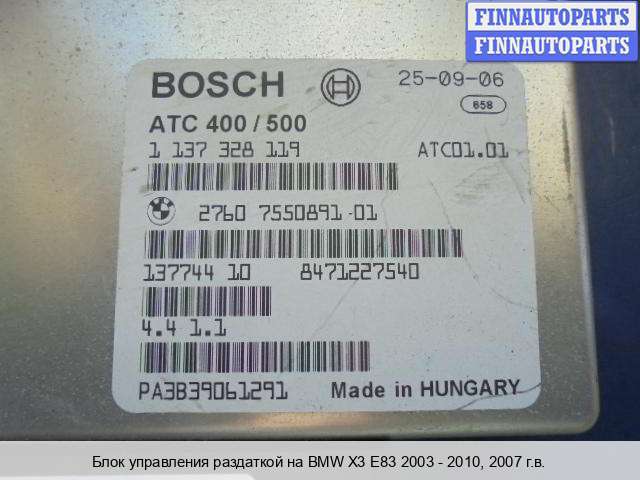 FINNAUTOPARTS
FINNAUTOPARTS
BOSCH
25-09-06
658
ATC 400 / 500
1 137 328 119
ATC01.01
2760 7550891-01
137744 10
8471227540
4.4 1.1
PA3B39061291
Made in HUNGARY
Блок управления раздаткой на BMW X3 E83 2003 - 2010, 2007 г.в.